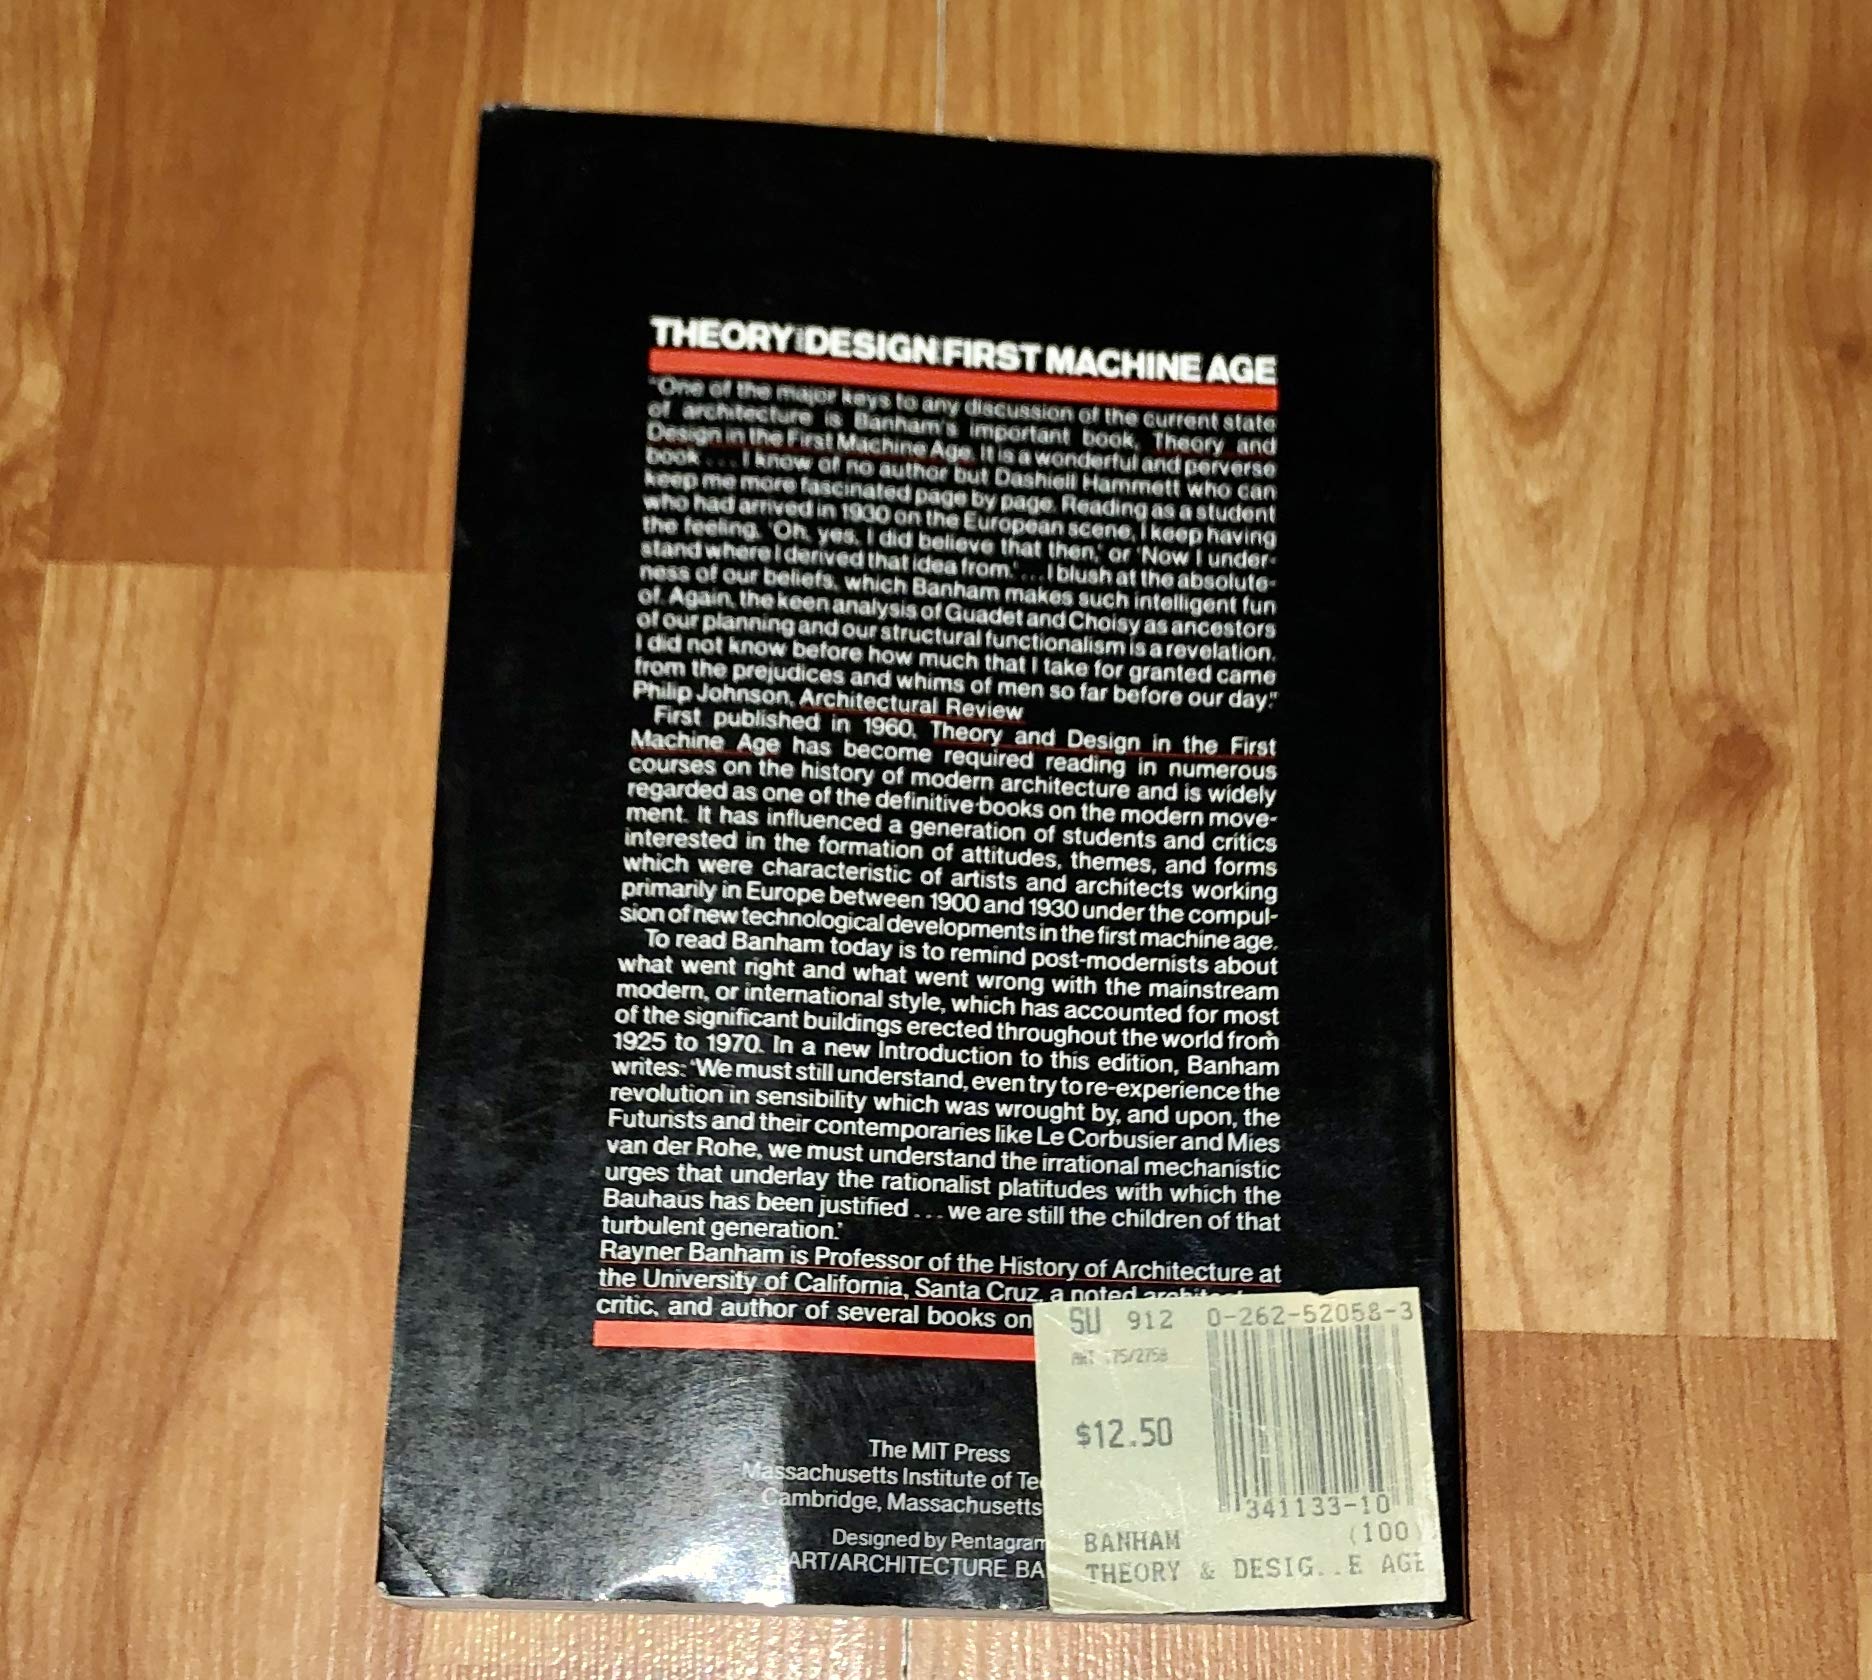 THEORY AND DESIGN FIRST MACHINE AGE
"One of the major keys to any discussion of the current state
of architecture is Banham's important book, Theory and
Design in the First Machine Age. It is a wonderful and perverse
book . . . I know of no author but Dashiell Hammett who can
keep me more fascinated page by page. Reading as a student
who had arrived in 1930 on the European scene, I keep having
the feeling, 'Oh, yes, I did believe that then,' or 'Now I under-
stand where I derived that idea from.' . . . I blush at the absolute-
ness of our beliefs, which Banham makes such intelligent fun
of. Again, the keen analysis of Guadet and Choisy as ancestors
of our planning and our structural functionalism is a revelation.
I did not know before how much that I take for granted came
from the prejudices and whims of men so far before our day."
Philip Johnson, Architectural Review
First published in 1960, Theory and Design in the First
Machine Age has become required reading in numerous
courses on the history of modern architecture and is widely
regarded as one of the definitive books on the modern move-
ment. It has influenced a generation of students and critics
interested in the formation of attitudes, themes, and forms
which were characteristic of artists and architects working
primarily in Europe between 1900 and 1930 under the compul-
sion of new technological developments in the first machine age.
To read Banham today is to remind post-modernists about
what went right and what went wrong with the mainstream
modern, or international style, which has accounted for most
of the significant buildings erected throughout the world from
1925 to 1970. In a new Introduction to this edition, Banham
writes: 'We must still understand, even try to re-experience the
revolution in sensibility which was wrought by, and upon, the
Futurists and their contemporaries like Le Corbusier and Mies
van der Rohe, we must understand the irrational mechanistic
urges that underlay the rationalist platitudes with which the
Bauhaus has been justified . . . we are still the children of that
turbulent generation.'
Rayner Banham is Professor of the History of Architecture at
the University of California, Santa Cruz, a noted
critic, and author of several books on
The MIT Press
Massachusetts Institute of Te
Cambridge, Massachusetts
Designed by Pentagram
ART/ARCHITECTURE BA
SU 912 0-262-52058-3
75/2758
$12.50
341133-10
BANHAM (100)
THEORY & DESIG..E AGE